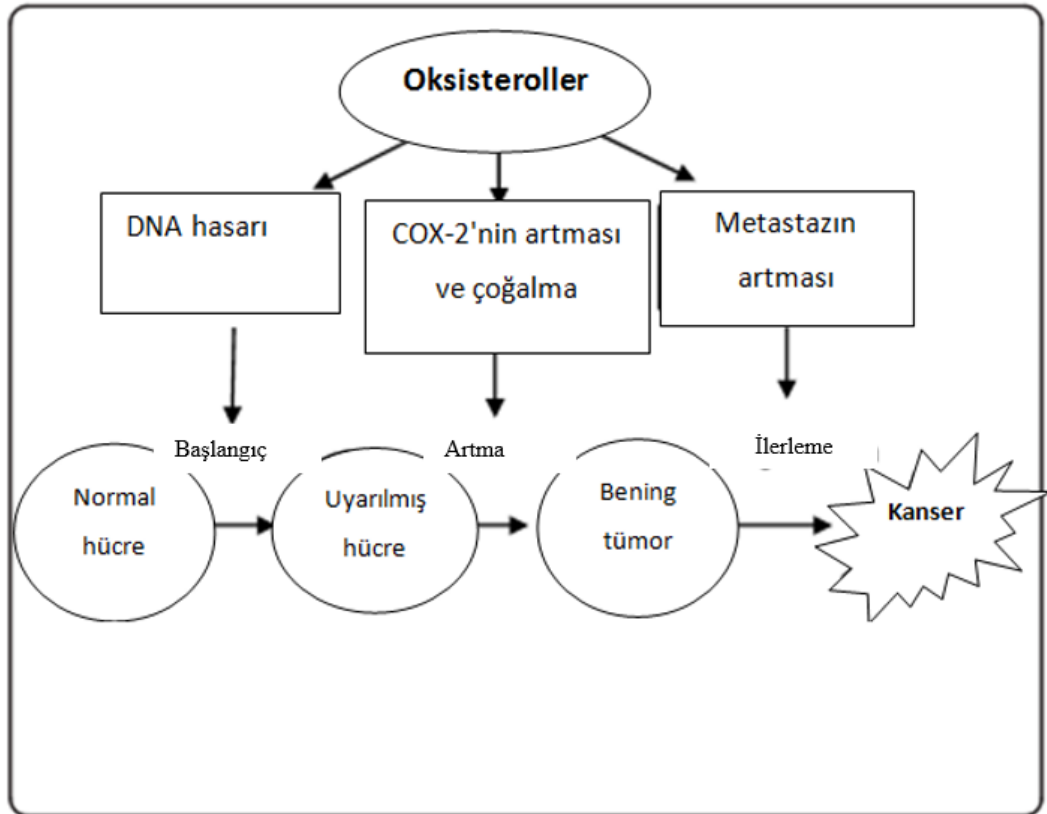 Oksisteroller
DNA hasarı
COX-2'nin artması
ve çoğalma
Metastazın
artması
Başlangıç
Artma
İlerleme
Normal
hücre
Uyarılmış
hücre
Bening
tümor
Kanser